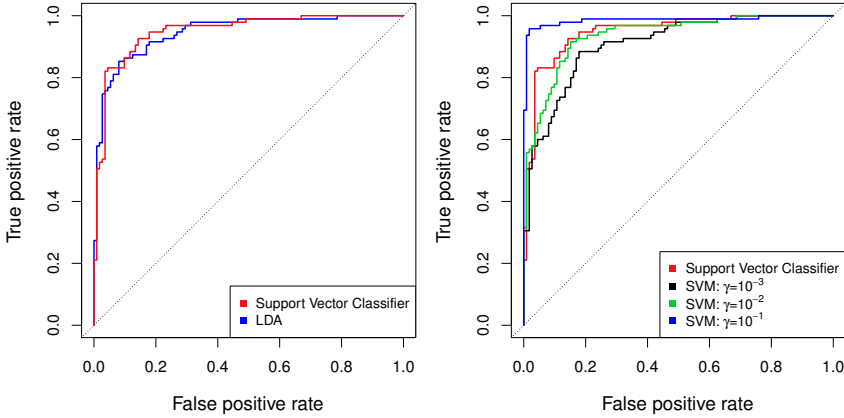 1.0
0.8
0.6
0.4
0.2
0.0
True positive rate
0.0 0.2 0.4 0.6 0.8 1.0
False positive rate
Support Vector Classifier
LDA
1.0
0.8
0.6
0.4
0.2
0.0
True positive rate
0.0 0.2 0.4 0.6 0.8 1.0
False positive rate
Support Vector Classifier
SVM: γ=10⁻³
SVM: γ=10⁻²
SVM: γ=10⁻¹